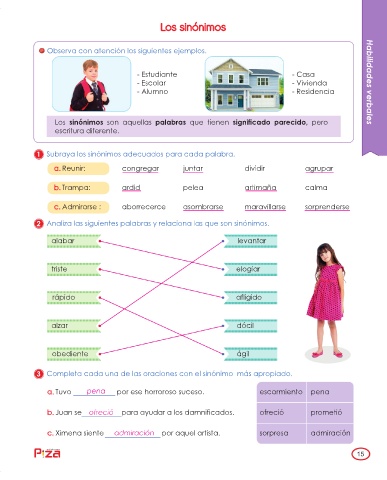 Los sinónimos
Habilidades verbales
Observa con atención los siguientes ejemplos.
- Estudiante
- Escolar
- Alumno
- Casa
- Vivienda
- Residencia
Los sinónimos son aquellas palabras que tienen significado parecido, pero
escritura diferente.
1 Subraya los sinónimos adecuados para cada palabra.
a. Reunir: congregar juntar dividir agrupar
b. Trampa: ardid pelea artimaña calma
c. Admirarse : aborrecerce asombrarse maravillarse sorprenderse
2 Analiza las siguientes palabras y relaciona las que son sinónimos.
alabar levantar
triste elogiar
rápido afligido
alzar dócil
obediente ágil
3 Completa cada una de las oraciones con el sinónimo más apropiado.
a. Tuvo pena por ese horroroso suceso. escarmiento pena
b. Juan se ofreció para ayudar a los damnificados. ofreció prometió
c. Ximena siente admiración por aquel artista. sorpresa admiración
Piza
15